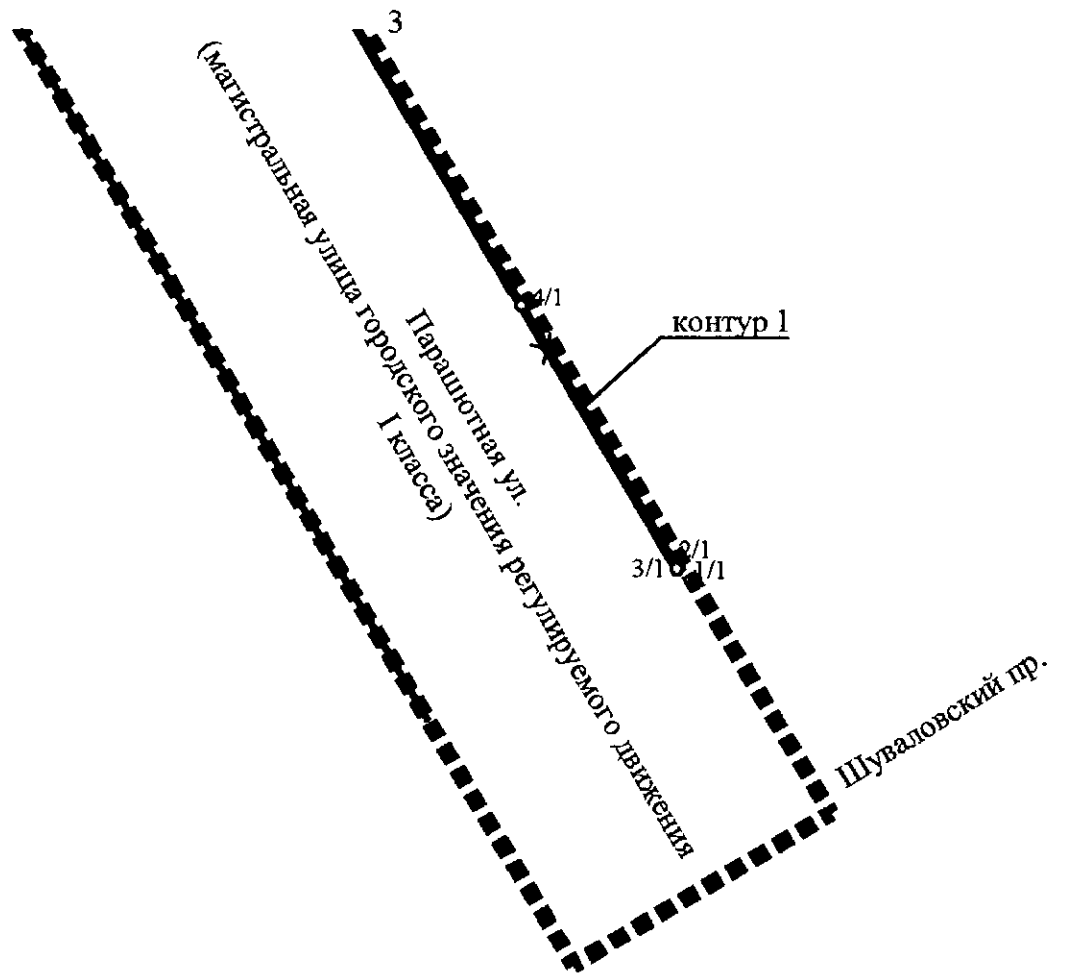 3
Парашютная ул.
(магистральная улица городского значения регулируемого движения
I класса)
4/1
контур 1
2/1
3/1
1/1
Шуваловский пр.